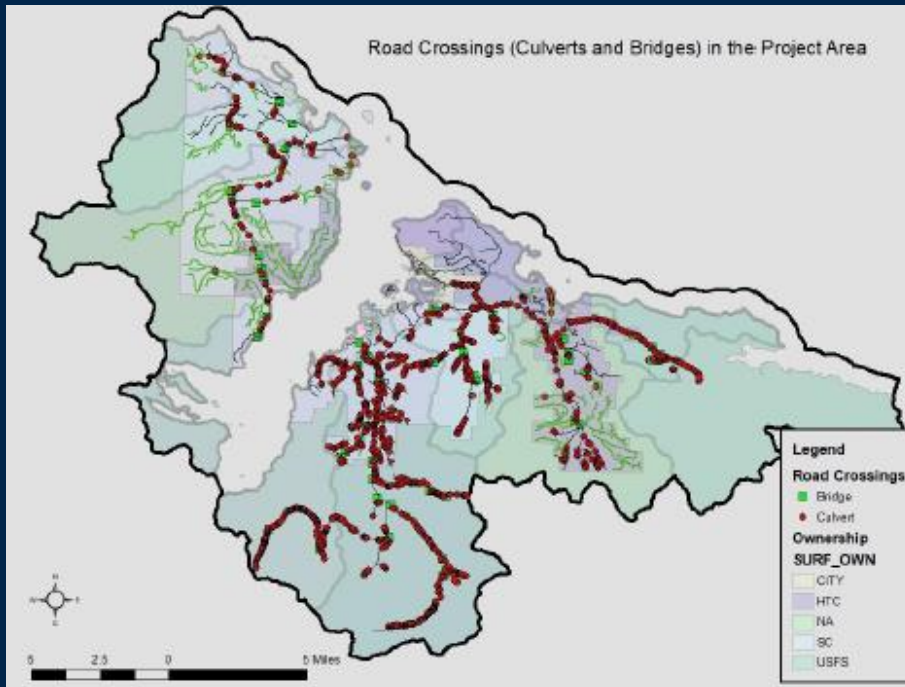 Road Crossings (Culverts and Bridges) in the Project Area
Legend
Road Crossings
Bridge
Culvert
Ownership
SURF_OWN
CITY
HTC
NA
SC
USFS
N
W
E
S
5 2.5 0 5 Miles